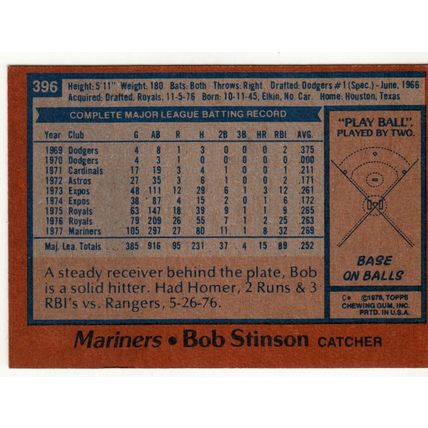 396
Height: 5'11" Weight: 180 Bats: Both Throws: Right Drafted: Dodgers #1 (Spec.) - June, 1966
Acquired: Drafted, Royals, 11-5-76 Born: 10-11-45, Elkin, No. Car. Home: Houston, Texas
COMPLETE MAJOR LEAGUE BATTING RECORD
Year Club G AB R H 2B 3B HR RBI AVG.
1969 Dodgers 4 8 1 3 0 0 0 2 .375
1970 Dodgers 4 3 1 0 0 0 0 0 .000
1971 Cardinals 17 19 3 4 1 0 0 1 .211
1972 Astros 27 35 3 6 1 0 0 2 .171
1973 Expos 48 111 12 29 6 1 3 12 .261
1974 Expos 38 87 4 15 2 0 1 6 .172
1975 Royals 63 147 18 39 9 1 1 9 .265
1976 Royals 79 209 26 55 7 1 2 25 .263
1977 Mariners 105 297 27 80 11 1 8 32 .269
Maj. Lea. Totals 385 916 95 231 37 4 15 89 .252
A steady receiver behind the plate, Bob
is a solid hitter. Had Homer, 2 Runs & 3
RBI's vs. Rangers, 5-26-76.
"PLAY BALL"
PLAYED BY TWO.
BASE
ON BALLS
©1978, TOPPS
CHEWING GUM, INC.
PRTD. IN U.S.A.
Mariners • Bob Stinson CATCHER